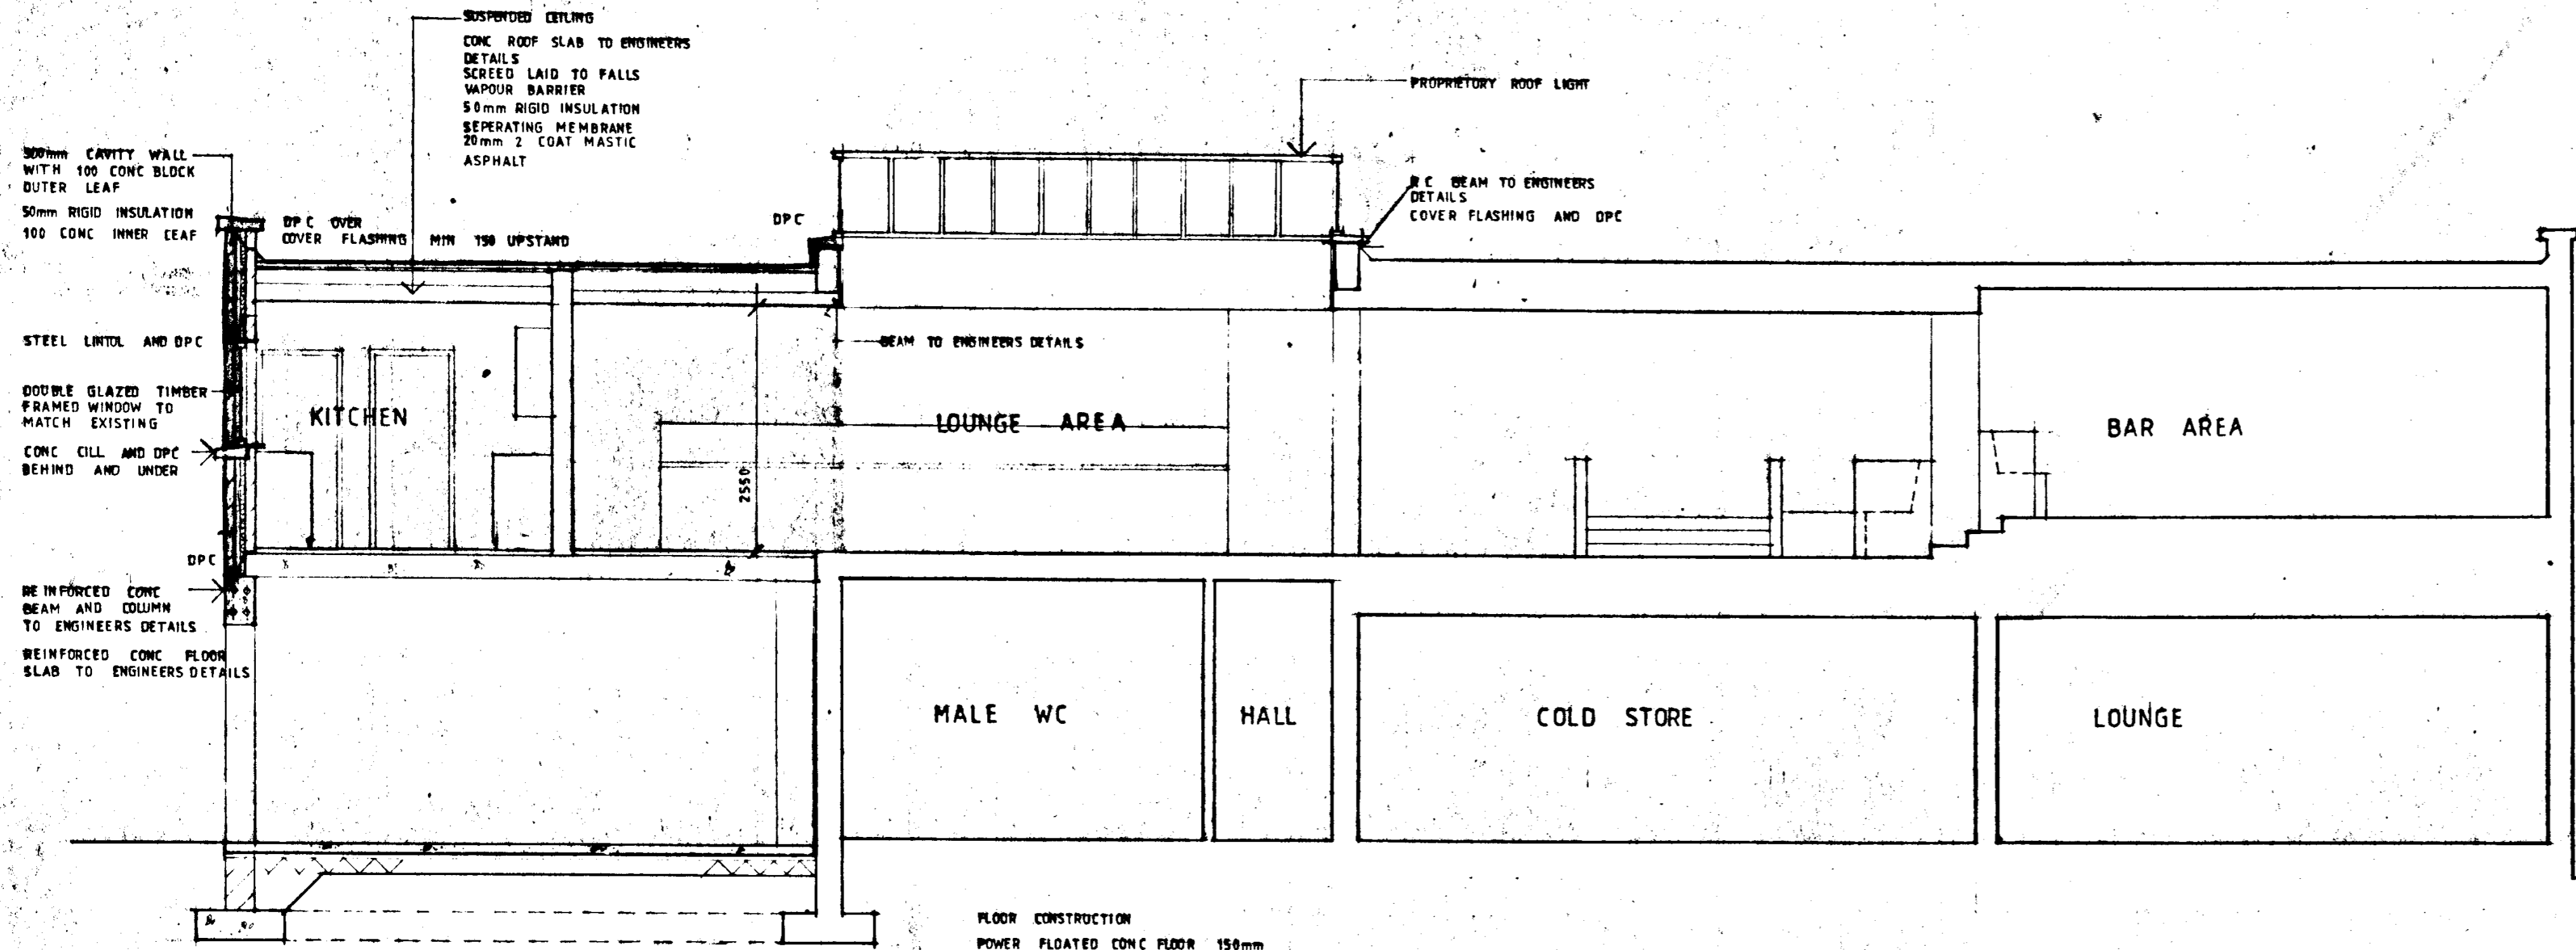 SUSPENDED CEILING
CONC ROOF SLAB TO ENGINEERS
DETAILS
SCREED LAID TO FALLS
VAPOUR BARRIER
50mm RIGID INSULATION
SEPERATING MEMBRANE
20mm 2 COAT MASTIC
ASPHALT
PROPRIETORY ROOF LIGHT
300mm CAVITY WALL
WITH 100 CONC BLOCK
OUTER LEAF
50mm RIGID INSULATION
100 CONC INNER LEAF
DPC OVER
COVER FLASHING MIN 150 UPSTAND
DPC
RC BEAM TO ENGINEERS
DETAILS
COVER FLASHING AND DPC
STEEL LINTOL AND DPC
BEAM TO ENGINEERS DETAILS
DOUBLE GLAZED TIMBER
FRAMED WINDOW TO
MATCH EXISTING
KITCHEN
LOUNGE AREA
BAR AREA
CONC CILL AND DPC
BEHIND AND UNDER
2550
DPC
REINFORCED CONC
BEAM AND COLUMN
TO ENGINEERS DETAILS
REINFORCED CONC FLOOR
SLAB TO ENGINEERS DETAILS
MALE WC
HALL
COLD STORE
LOUNGE
FLOOR CONSTRUCTION
POWER FLOATED CONC FLOOR 150mm